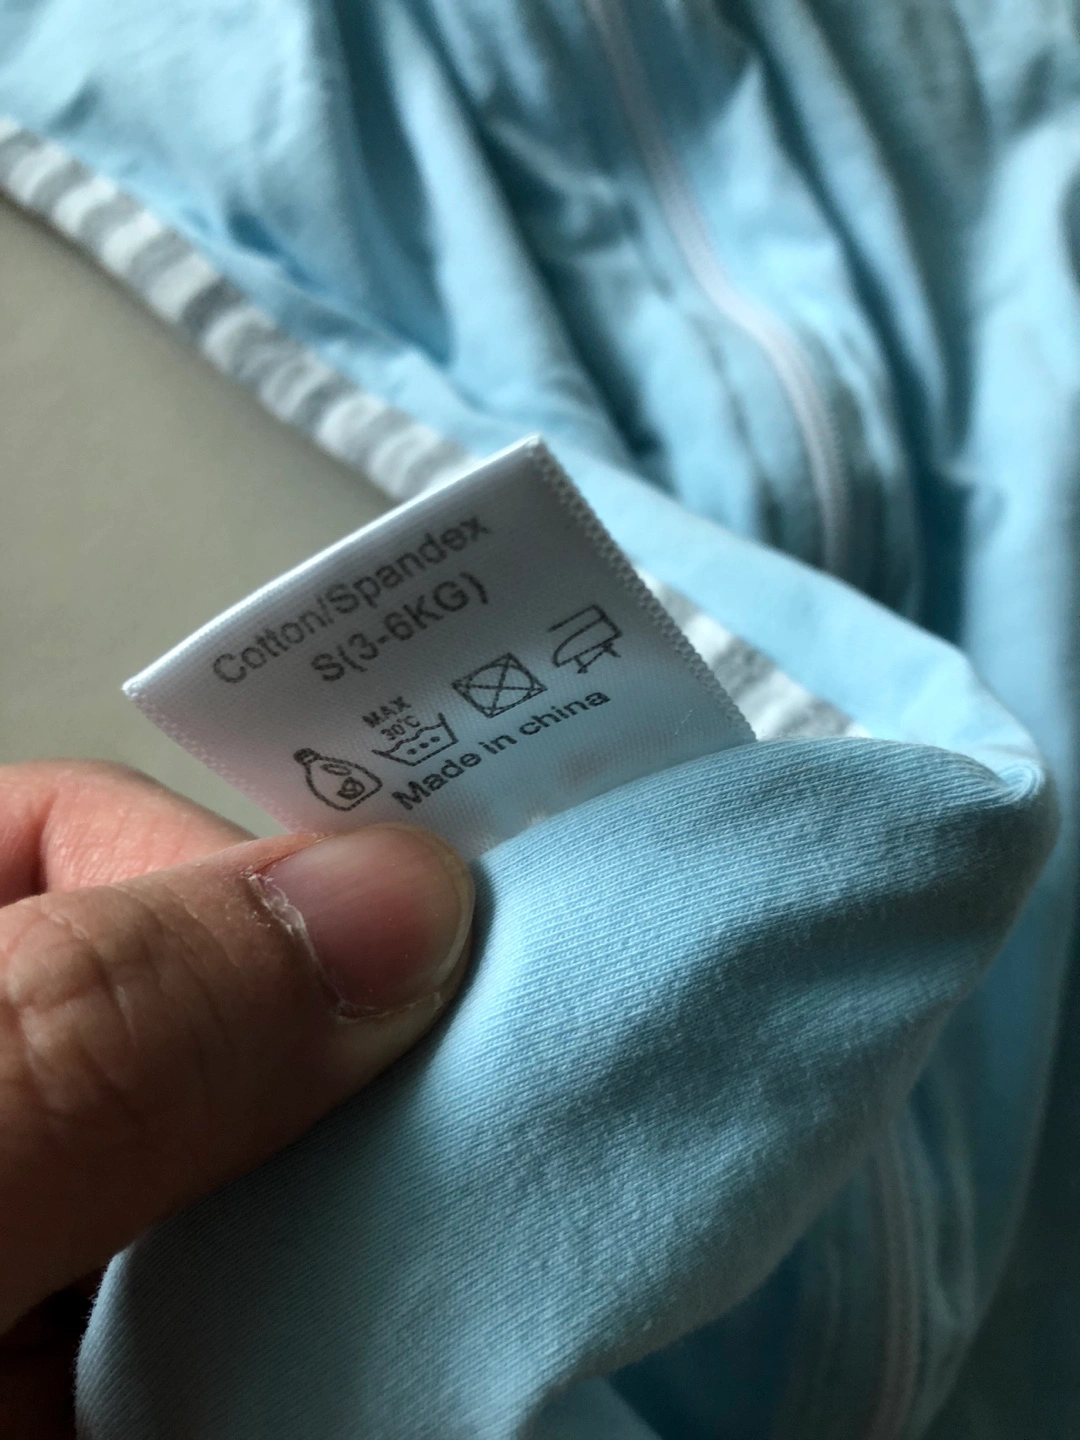 Cotton/Spandex
S(3-6KG)
MAX
30°C
Made in china